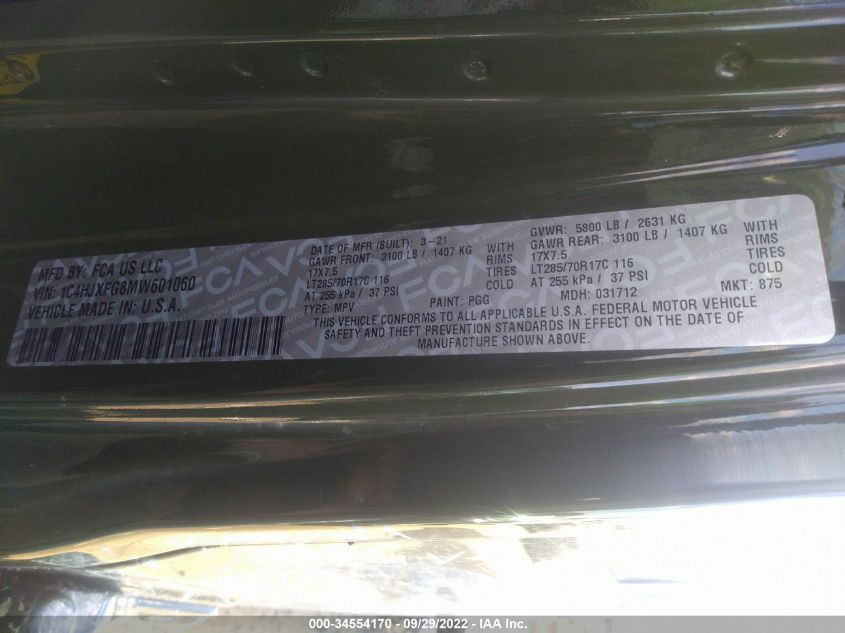 MFD BY: FCA US LLC
VIN: 1C4HJXFG8MW601060
VEHICLE MADE IN: U.S.A.
DATE OF MFR (BUILT): 3-21
GAWR FRONT: 3100 LB / 1407 KG WITH
17X7.5 RIMS
LT285/70R17C 116 TIRES
AT 255 kPa / 37 PSI COLD
TYPE: MPV PAINT: PGG
GVWR: 5800 LB / 2631 KG
GAWR REAR: 3100 LB / 1407 KG WITH
17X7.5 RIMS
LT285/70R17C 116 TIRES
AT 255 kPa / 37 PSI COLD
MDH: 031712 MKT: 875
THIS VEHICLE CONFORMS TO ALL APPLICABLE U.S.A. FEDERAL MOTOR VEHICLE
SAFETY AND THEFT PREVENTION STANDARDS IN EFFECT ON THE DATE OF
MANUFACTURE SHOWN ABOVE.
000-34554170 - 09/29/2022 - IAA Inc.